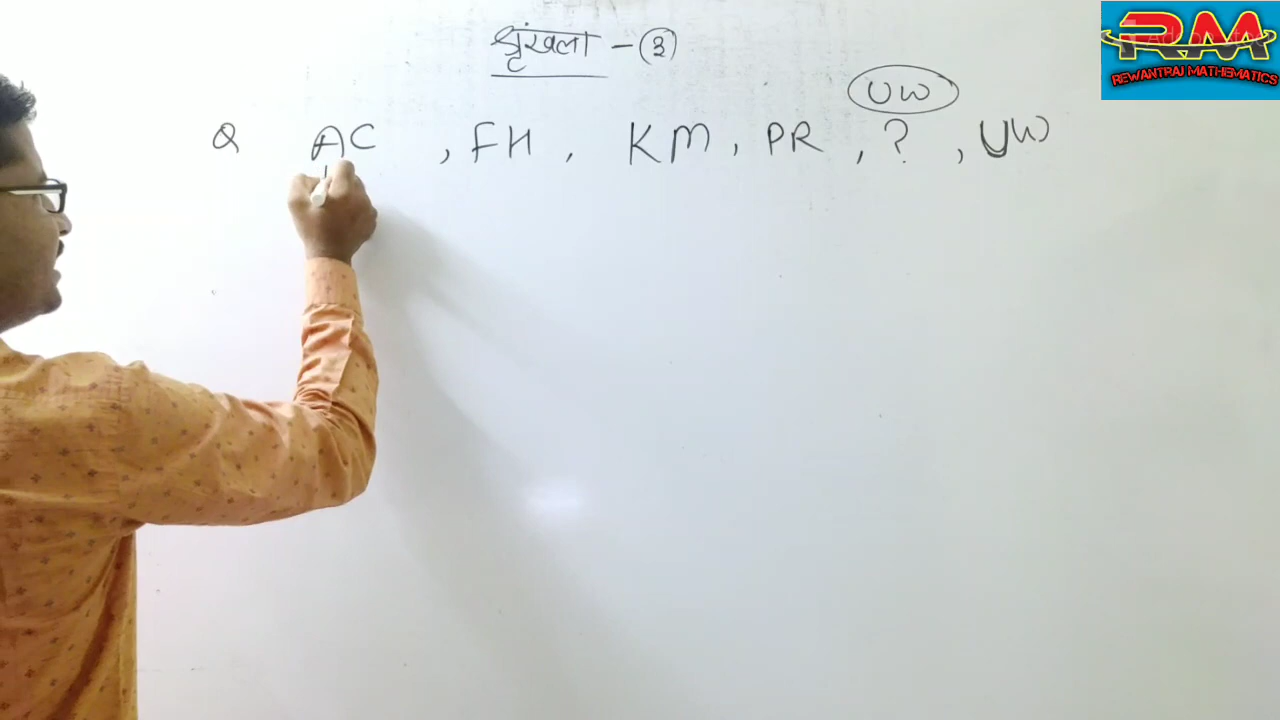 शृंखला - ③
UW
Q AC , FH , KM , PR , ? , UW
RM
REWANTRAJ MATHEMATICS